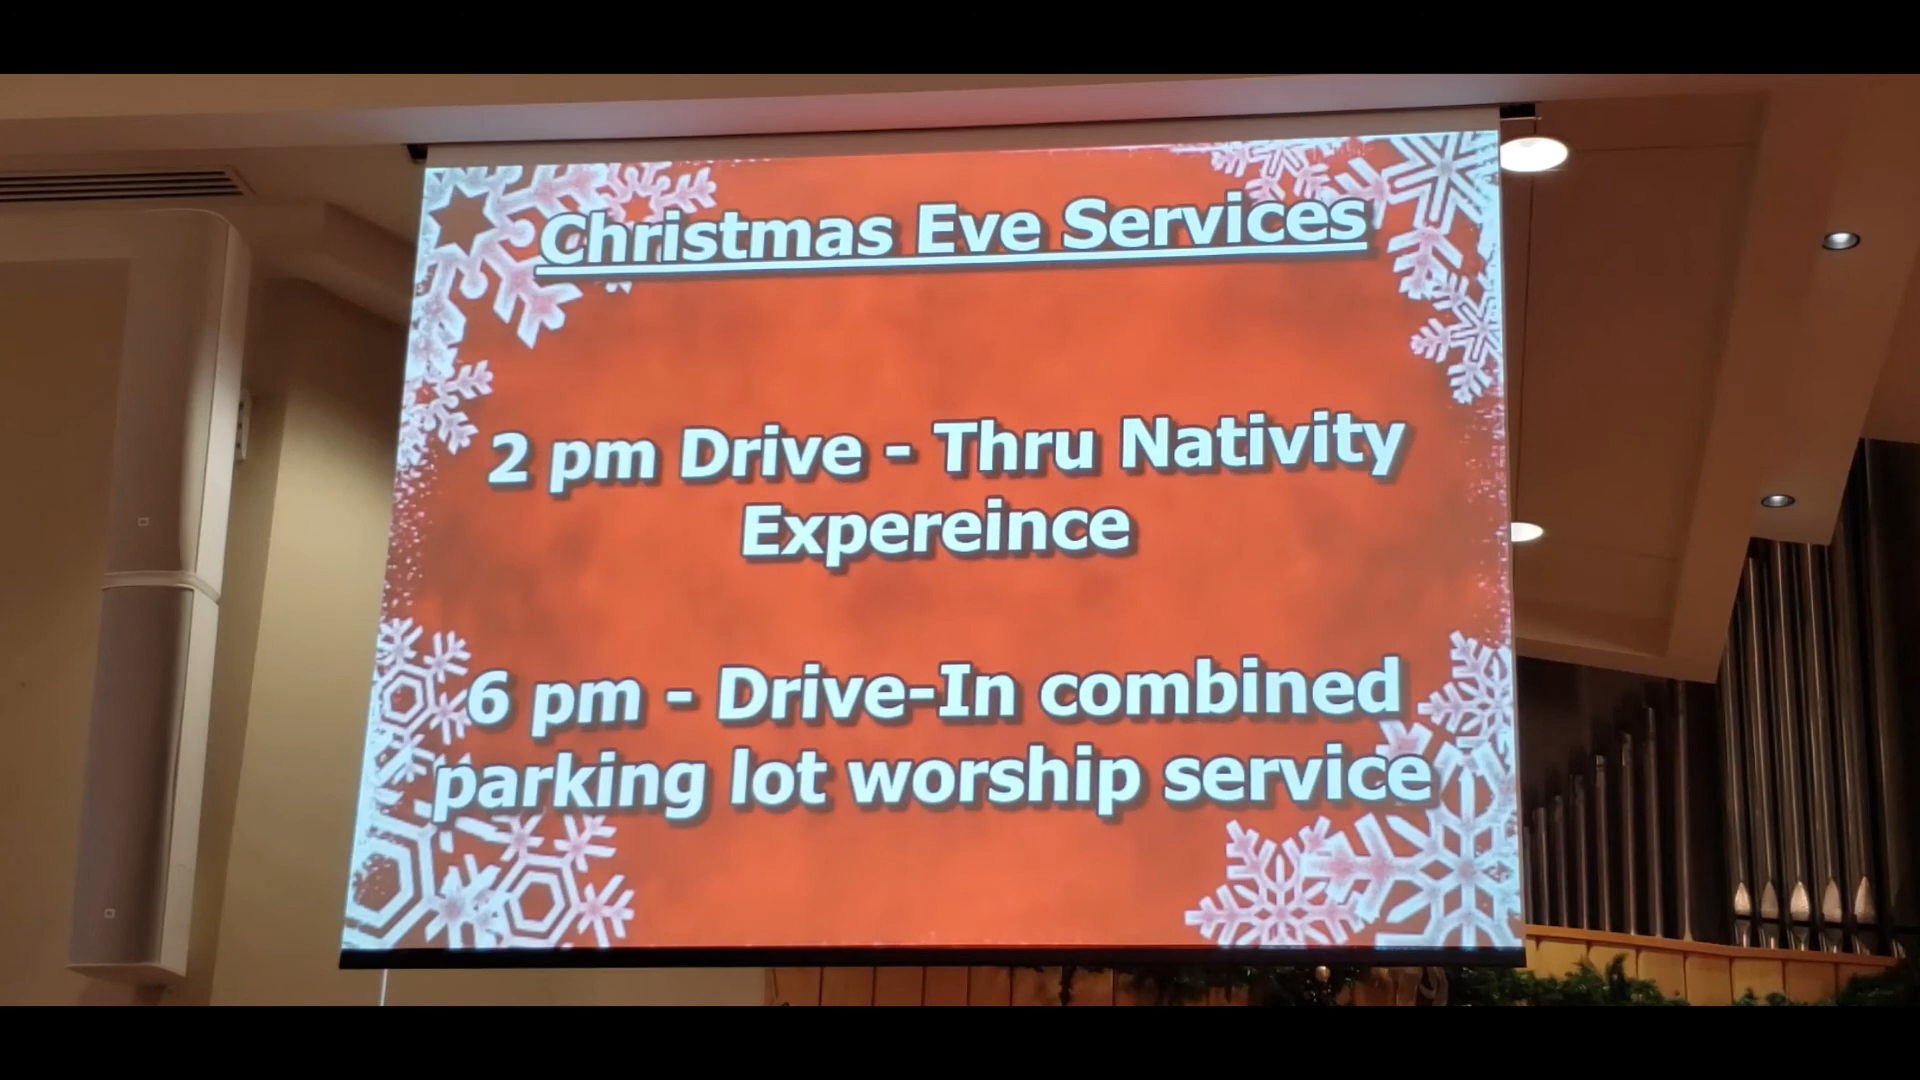 Christmas Eve Services
2 pm Drive - Thru Nativity
Expereince
6 pm - Drive-In combined
parking lot worship service